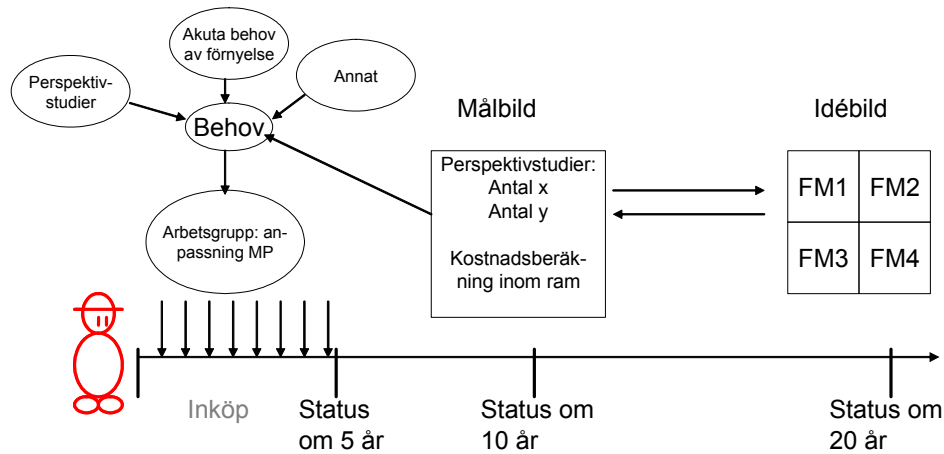 Akuta behov
av förnyelse
Perspektiv-
studier
Annat
Behov
Målbild
Idébild
Perspektivstudier:
Antal x
Antal y
Kostnadsberäk-
ning inom ram
FM1
FM2
FM3
FM4
Arbetsgrupp: an-
passning MP
Inköp
Status
om 5 år
Status om
10 år
Status om
20 år